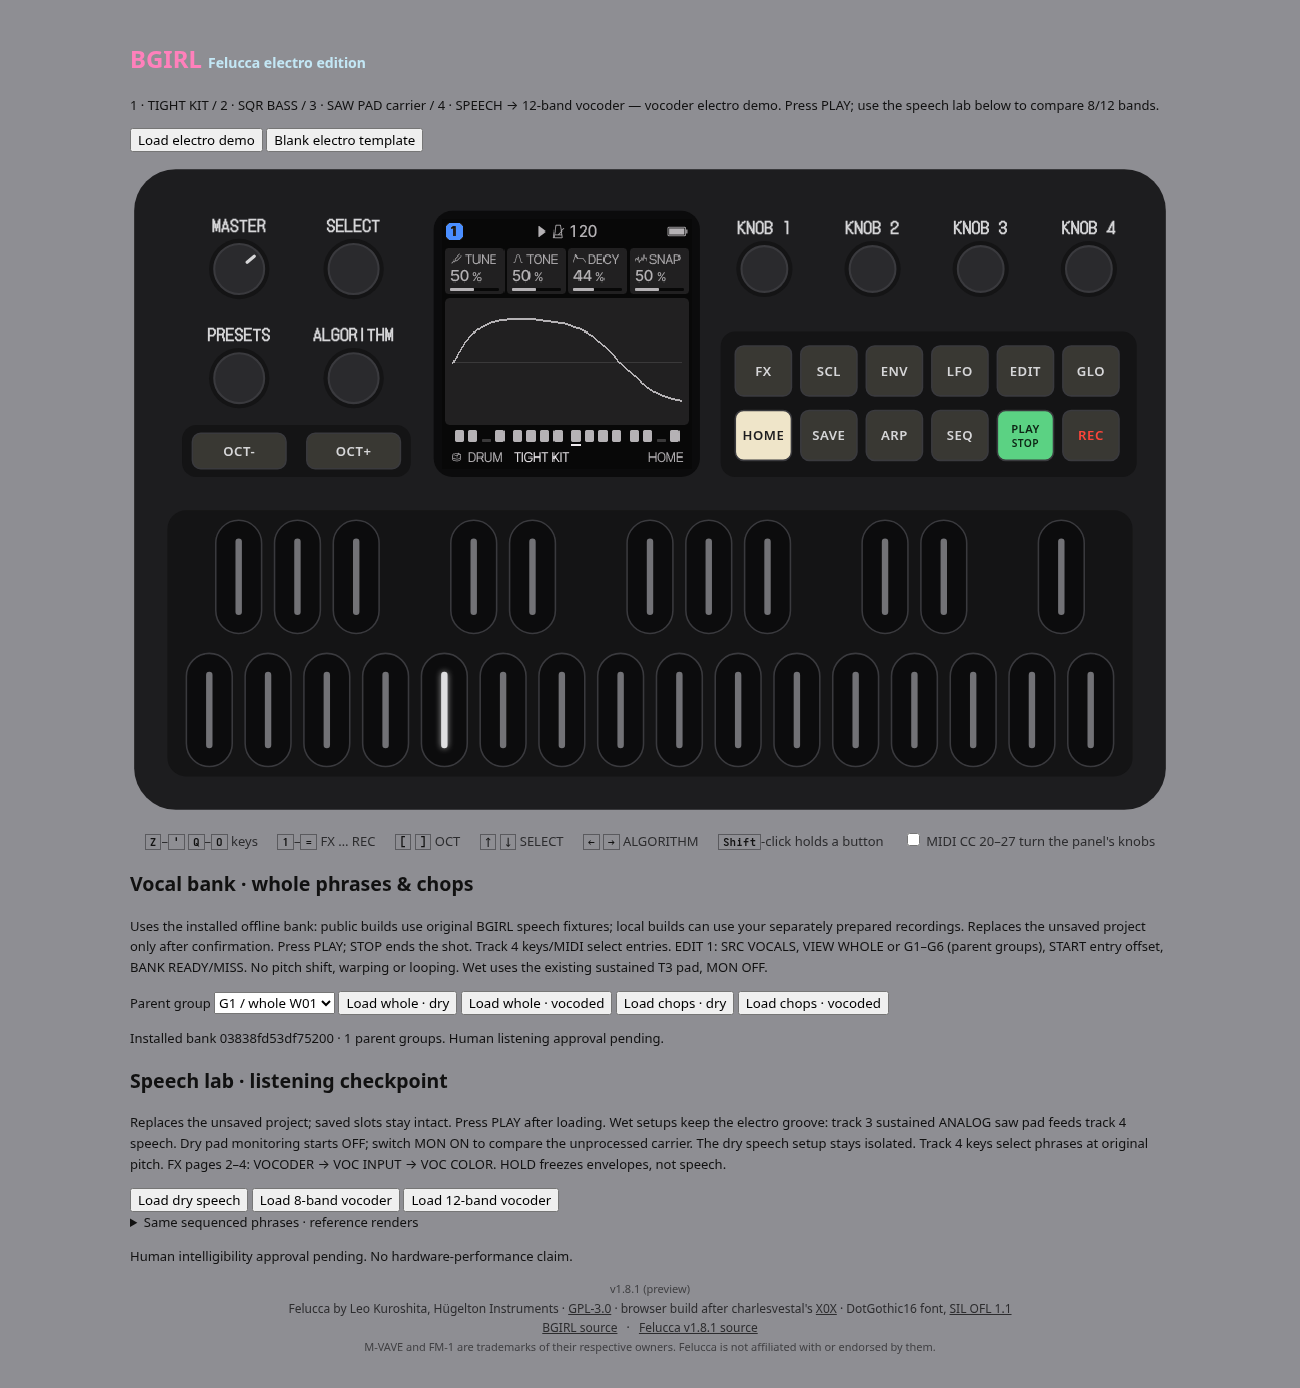 BGIRL Felucca electro edition
1 · TIGHT KIT / 2 · SQR BASS / 3 · SAW PAD carrier / 4 · SPEECH → 12-band vocoder — vocoder electro demo. Press PLAY; use the speech lab below to compare 8/12 bands.
Load electro demo Blank electro template
MASTER SELECT
1 120
KNOB 1 KNOB 2 KNOB 3 KNOB 4
TUNE TONE DECY SNAP
50 % 50 % 44 % 50 %
PRESETS ALGORITHM
FX SCL ENV LFO EDIT GLO
HOME SAVE ARP SEQ PLAY STOP REC
OCT- OCT+
DRUM TIGHT KIT HOME
Z – ' Q – O keys 1 – = FX ... REC [ ] OCT ↑ ↓ SELECT ← → ALGORITHM Shift-click holds a button MIDI CC 20–27 turn the panel's knobs
Vocal bank · whole phrases & chops
Uses the installed offline bank: public builds use original BGIRL speech fixtures; local builds can use your separately prepared recordings. Replaces the unsaved project
only after confirmation. Press PLAY; STOP ends the shot. Track 4 keys/MIDI select entries. EDIT 1: SRC VOCALS, VIEW WHOLE or G1–G6 (parent groups), START entry offset,
BANK READY/MISS. No pitch shift, warping or looping. Wet uses the existing sustained T3 pad, MON OFF.
Parent group G1 / whole W01 Load whole · dry Load whole · vocoded Load chops · dry Load chops · vocoded
Installed bank 03838fd53df75200 · 1 parent groups. Human listening approval pending.
Speech lab · listening checkpoint
Replaces the unsaved project; saved slots stay intact. Press PLAY after loading. Wet setups keep the electro groove: track 3 sustained ANALOG saw pad feeds track 4
speech. Dry pad monitoring starts OFF; switch MON ON to compare the unprocessed carrier. The dry speech setup stays isolated. Track 4 keys select phrases at original
pitch. FX pages 2–4: VOCODER → VOC INPUT → VOC COLOR. HOLD freezes envelopes, not speech.
Load dry speech Load 8-band vocoder Load 12-band vocoder
Same sequenced phrases · reference renders
Human intelligibility approval pending. No hardware-performance claim.
v1.8.1 (preview)
Felucca by Leo Kuroshita, Hügelton Instruments · GPL-3.0 · browser build after charlesvestal's X0X · DotGothic16 font, SIL OFL 1.1
BGIRL source · Felucca v1.8.1 source
M-VAVE and FM-1 are trademarks of their respective owners. Felucca is not affiliated with or endorsed by them.